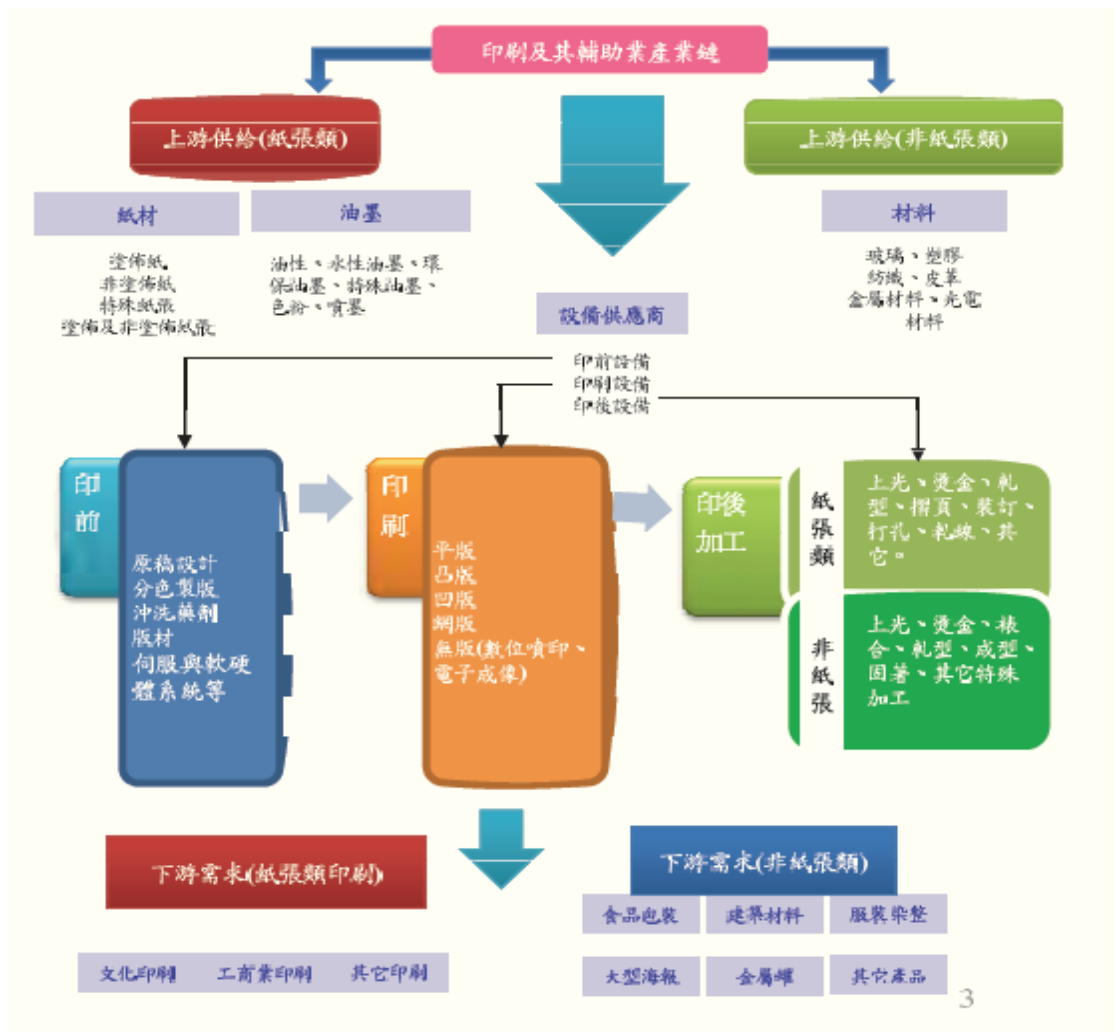 印刷及其輔助業產業鏈
上游供給(紙張類)
上游供給(非紙張類)
紙材
油墨
材料
塗佈紙
非塗佈紙
特殊紙張
塗佈及非塗佈紙張
油性、水性油墨、環
保油墨、特殊油墨、
色粉、噴墨
玻璃、塑膠
紡織、皮革
金屬材料、光電
材料
設備供應商
印前設備
印刷設備
印後設備
印
前
原稿設計
分色製版
沖洗藥劑
版材
伺服與軟硬
體系統等
印
刷
平版
凸版
凹版
網版
無版(數位噴印、
電子成像)
印後
加工
紙
張
類
上光、燙金、軋
型、摺頁、裝訂、
打孔、軋線、其
它。
非
紙
張
上光、燙金、裱
合、軋型、成型、
固著、其它特殊
加工
下游需求(紙張類印刷)
下游需求(非紙張類)
文化印刷
工商業印刷
其它印刷
食品包裝
建築材料
服裝染整
大型海報
金屬罐
其它產品
3